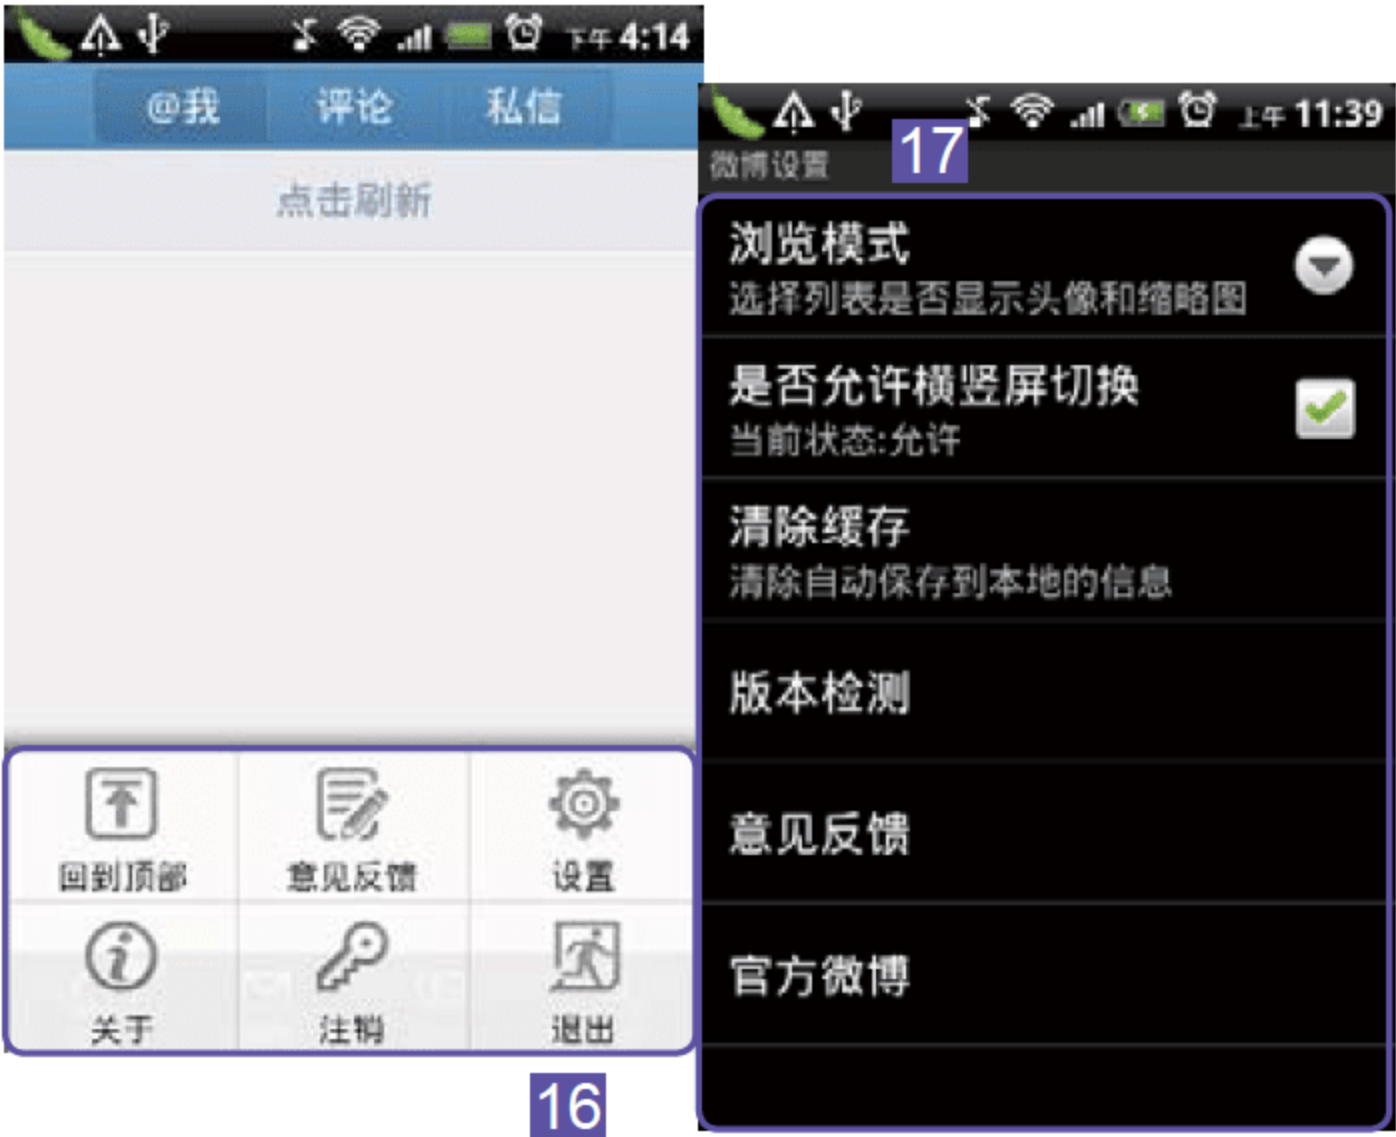 下午 4:14
@我 评论 私信
点击刷新
回到顶部 意见反馈 设置
关于 注销 退出
16
上午 11:39
17
微博设置
浏览模式
选择列表是否显示头像和缩略图
是否允许横竖屏切换
当前状态:允许
清除缓存
清除自动保存到本地的信息
版本检测
意见反馈
官方微博